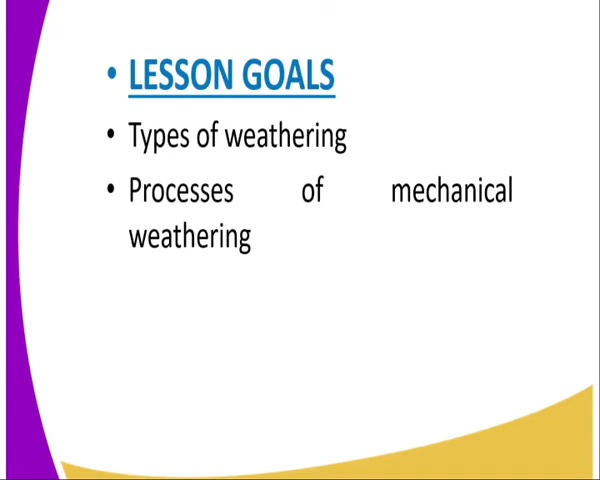 • LESSON GOALS
• Types of weathering
• Processes of mechanical
weathering